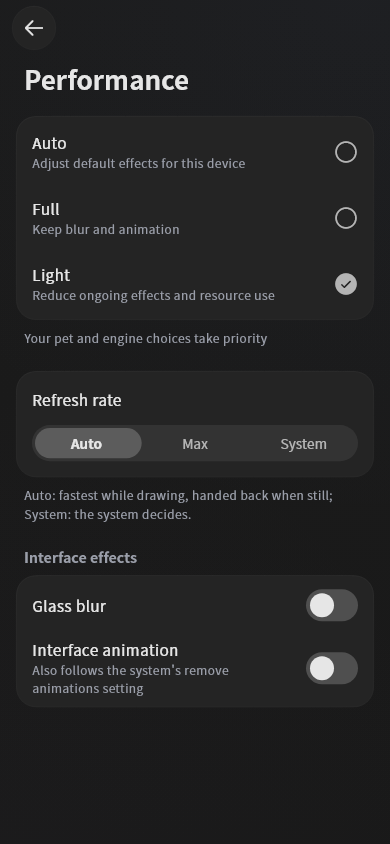 Performance
Auto
Adjust default effects for this device
Full
Keep blur and animation
Light
Reduce ongoing effects and resource use
Your pet and engine choices take priority
Refresh rate
Auto Max System
Auto: fastest while drawing, handed back when still;
System: the system decides.
Interface effects
Glass blur
Interface animation
Also follows the system's remove
animations setting